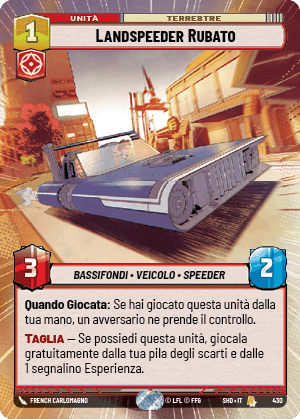 UNITÀ
TERRESTRE
1
Landspeeder Rubato
3
2
BASSIFONDI • VEICOLO • SPEEDER
Quando Giocata: Se hai giocato questa unità dalla
tua mano, un avversario ne prende il controllo.
TAGLIA — Se possiedi questa unità, giocala
gratuitamente dalla tua pila degli scarti e dalle
1 segnalino Esperienza.
FRENCH CARLOMAGNO
© LFL © FFG
SHD • IT
430